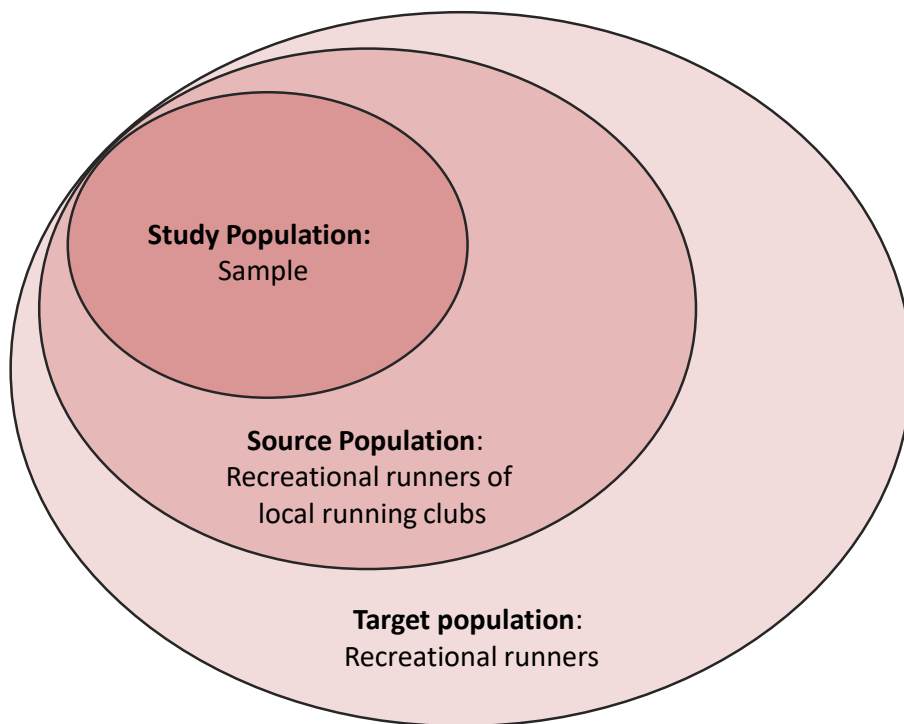 Study Population:
Sample
Source Population:
Recreational runners of
local running clubs
Target population:
Recreational runners